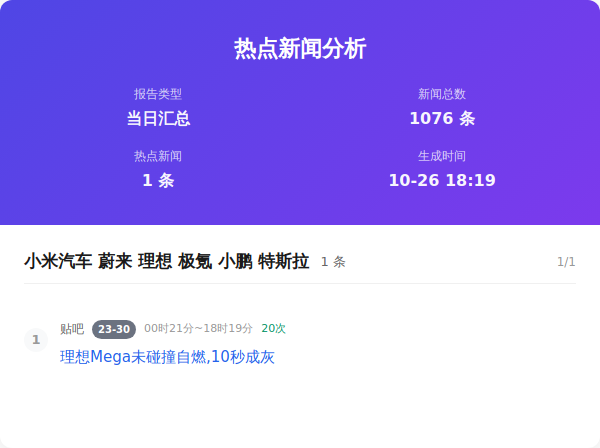 热点新闻分析
报告类型
新闻总数
当日汇总
1076 条
热点新闻
生成时间
1 条
10-26 18:19
小米汽车 蔚来 理想 极氪 小鹏 特斯拉 1 条 1/1
1
贴吧 23-30 00时21分~18时19分 20次
理想Mega未碰撞自燃,10秒成灰